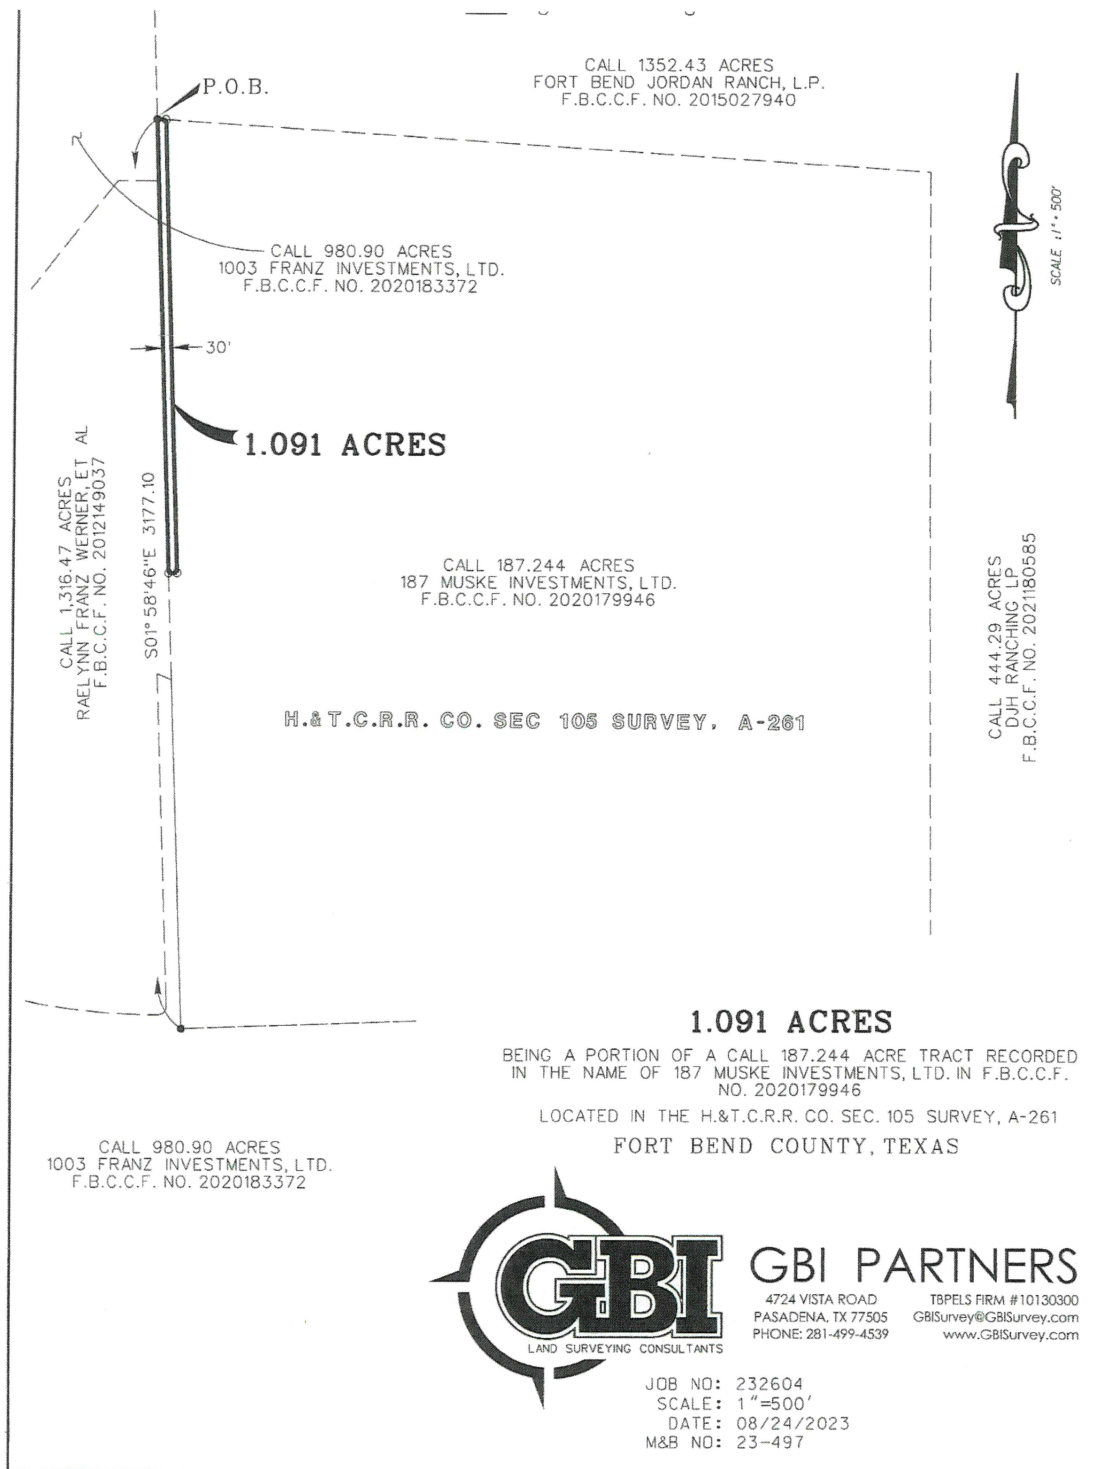 CALL 1352.43 ACRES
FORT BEND JORDAN RANCH, L.P.
F.B.C.C.F. NO. 2015027940
P.O.B.
SCALE : 1" = 500'
CALL 980.90 ACRES
1003 FRANZ INVESTMENTS, LTD.
F.B.C.C.F. NO. 2020183372
30'
1.091 ACRES
CALL 1,316.47 ACRES
RAELYNN FRANZ WERNER, ET AL
F.B.C.C.F. NO. 2012149037
S01°58'46"E 3177.10
CALL 187.244 ACRES
187 MUSKE INVESTMENTS, LTD.
F.B.C.C.F. NO. 2020179946
CALL 444.29 ACRES
DJH RANCHING LP
F.B.C.C.F. NO. 2021180585
H.& T.C.R.R. CO. SEC 105 SURVEY, A-261
1.091 ACRES
BEING A PORTION OF A CALL 187.244 ACRE TRACT RECORDED
IN THE NAME OF 187 MUSKE INVESTMENTS, LTD. IN F.B.C.C.F.
NO. 2020179946
LOCATED IN THE H.&T.C.R.R. CO. SEC. 105 SURVEY, A-261
FORT BEND COUNTY, TEXAS
CALL 980.90 ACRES
1003 FRANZ INVESTMENTS, LTD.
F.B.C.C.F. NO. 2020183372
GBI
LAND SURVEYING CONSULTANTS
GBI PARTNERS
4724 VISTA ROAD
PASADENA, TX 77505
PHONE: 281-499-4539
TBPELS FIRM #10130300
GBISurvey@GBISurvey.com
www.GBISurvey.com
JOB NO: 232604
SCALE: 1"=500'
DATE: 08/24/2023
M&B NO: 23-497